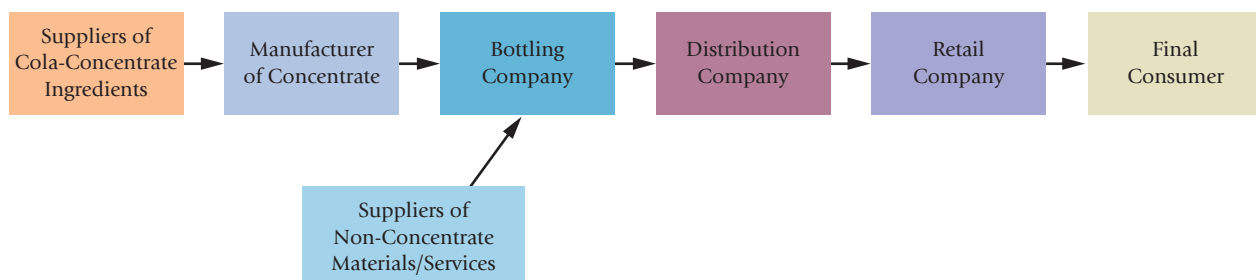 Suppliers of
Cola-Concentrate
Ingredients
Manufacturer
of Concentrate
Bottling
Company
Distribution
Company
Retail
Company
Final
Consumer
Suppliers of
Non-Concentrate
Materials/Services